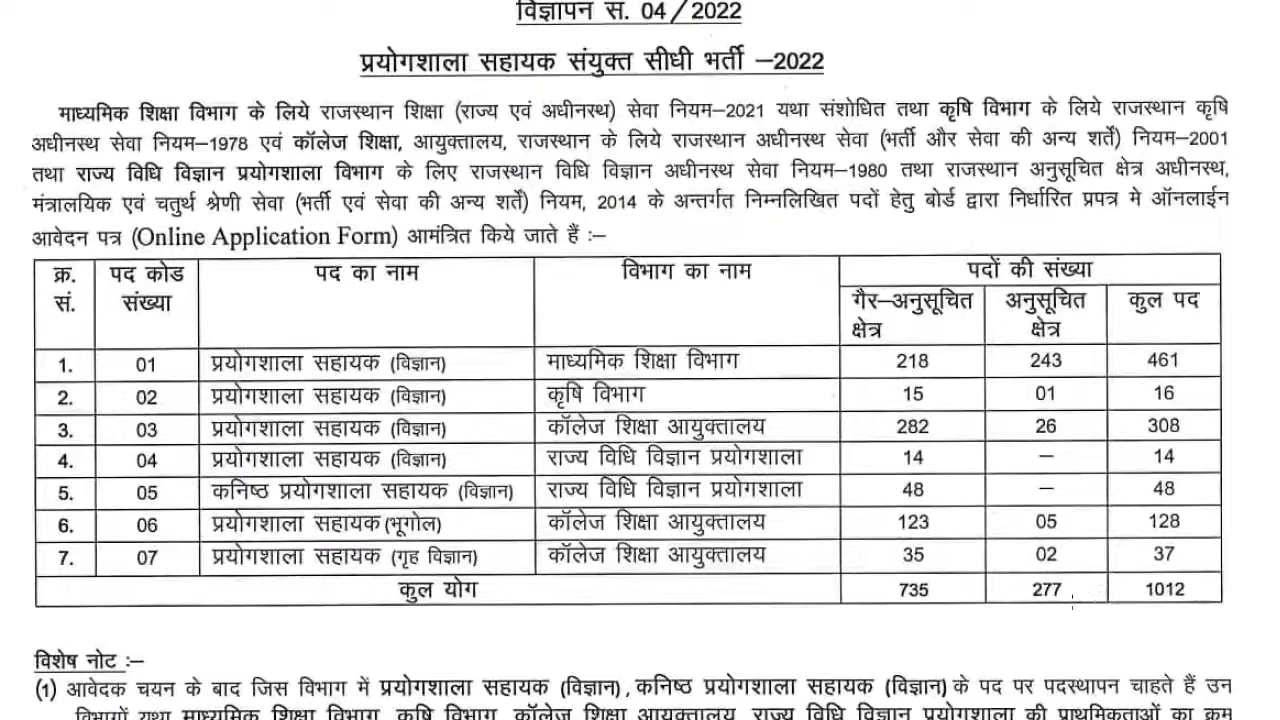 विज्ञापन स. 04/2022
प्रयोगशाला सहायक संयुक्त सीधी भर्ती –2022
माध्यमिक शिक्षा विभाग के लिये राजस्थान शिक्षा (राज्य एवं अधीनस्थ) सेवा नियम–2021 यथा संशोधित तथा कृषि विभाग के लिये राजस्थान कृषि
अधीनस्थ सेवा नियम–1978 एवं कॉलेज शिक्षा, आयुक्तालय, राजस्थान के लिये राजस्थान अधीनस्थ सेवा (भर्ती और सेवा की अन्य शर्तें) नियम–2001
तथा राज्य विधि विज्ञान प्रयोगशाला विभाग के लिए राजस्थान विधि विज्ञान अधीनस्थ सेवा नियम–1980 तथा राजस्थान अनुसूचित क्षेत्र अधीनस्थ,
मंत्रालयिक एवं चतुर्थ श्रेणी सेवा (भर्ती एवं सेवा की अन्य शर्तें) नियम, 2014 के अन्तर्गत निम्नलिखित पदों हेतु बोर्ड द्वारा निर्धारित प्रपत्र मे ऑनलाईन
आवेदन पत्र (Online Application Form) आमंत्रित किये जाते हैं :–
क्र. सं. पद कोड संख्या पद का नाम विभाग का नाम पदों की संख्या
गैर–अनुसूचित क्षेत्र अनुसूचित क्षेत्र कुल पद
1. 01 प्रयोगशाला सहायक (विज्ञान) माध्यमिक शिक्षा विभाग 218 243 461
2. 02 प्रयोगशाला सहायक (विज्ञान) कृषि विभाग 15 01 16
3. 03 प्रयोगशाला सहायक (विज्ञान) कॉलेज शिक्षा आयुक्तालय 282 26 308
4. 04 प्रयोगशाला सहायक (विज्ञान) राज्य विधि विज्ञान प्रयोगशाला 14 – 14
5. 05 कनिष्ठ प्रयोगशाला सहायक (विज्ञान) राज्य विधि विज्ञान प्रयोगशाला 48 – 48
6. 06 प्रयोगशाला सहायक (भूगोल) कॉलेज शिक्षा आयुक्तालय 123 05 128
7. 07 प्रयोगशाला सहायक (गृह विज्ञान) कॉलेज शिक्षा आयुक्तालय 35 02 37
कुल योग 735 277 1012
विशेष नोट :–
(1) आवेदक चयन के बाद जिस विभाग में प्रयोगशाला सहायक (विज्ञान), कनिष्ठ प्रयोगशाला सहायक (विज्ञान) के पद पर पदस्थापन चाहते हैं उन
विभागों यथा माध्यमिक शिक्षा विभाग, कृषि विभाग, कॉलेज शिक्षा आयुक्तालय, राज्य विधि विज्ञान प्रयोगशाला की प्राथमिकताओं का क्रम